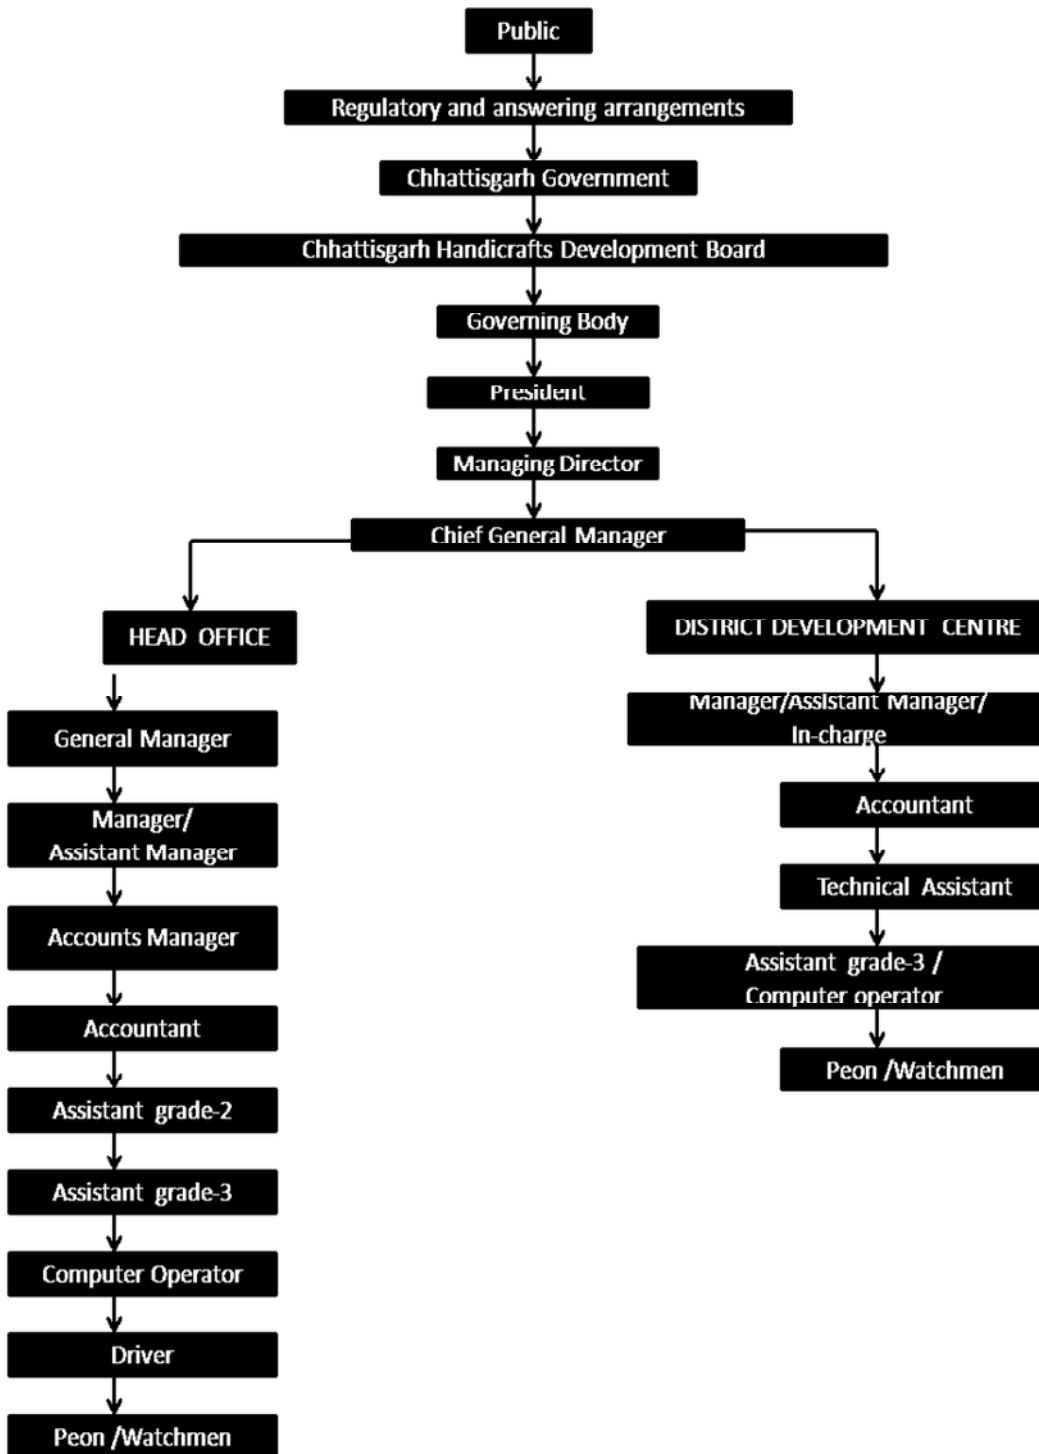 Public
Regulatory and answering arrangements
Chhattisgarh Government
Chhattisgarh Handicrafts Development Board
Governing Body
President
Managing Director
Chief General Manager
HEAD OFFICE
General Manager
Manager/
Assistant Manager
Accounts Manager
Accountant
Assistant grade-2
Assistant grade-3
Computer Operator
Driver
Peon /Watchmen
DISTRICT DEVELOPMENT CENTRE
Manager/Assistant Manager/
In-charge
Accountant
Technical Assistant
Assistant grade-3 /
Computer operator
Peon /Watchmen